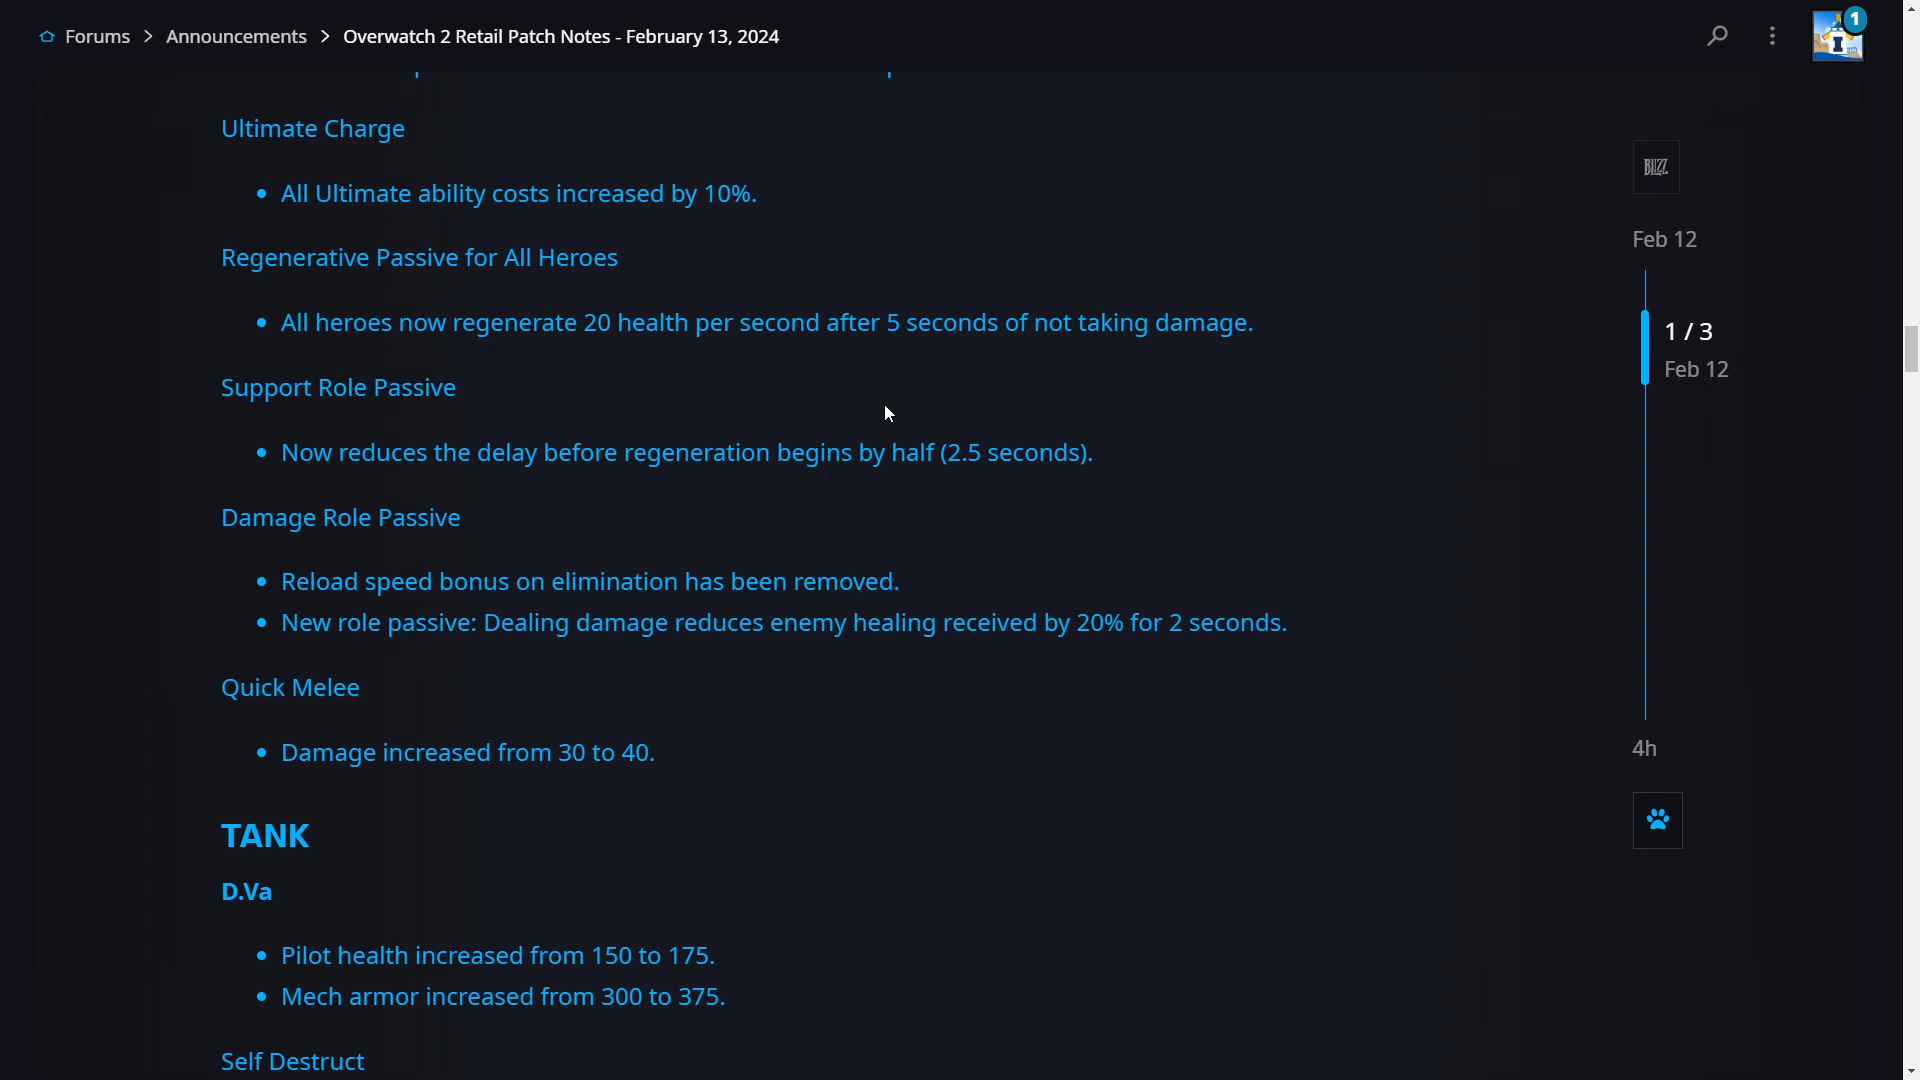 Forums > Announcements > Overwatch 2 Retail Patch Notes - February 13, 2024
1
Ultimate Charge
BLIZZ
• All Ultimate ability costs increased by 10%.
Feb 12
Regenerative Passive for All Heroes
• All heroes now regenerate 20 health per second after 5 seconds of not taking damage.
1 / 3
Feb 12
Support Role Passive
• Now reduces the delay before regeneration begins by half (2.5 seconds).
Damage Role Passive
• Reload speed bonus on elimination has been removed.
• New role passive: Dealing damage reduces enemy healing received by 20% for 2 seconds.
Quick Melee
• Damage increased from 30 to 40.
4h
TANK
D.Va
• Pilot health increased from 150 to 175.
• Mech armor increased from 300 to 375.
Self Destruct